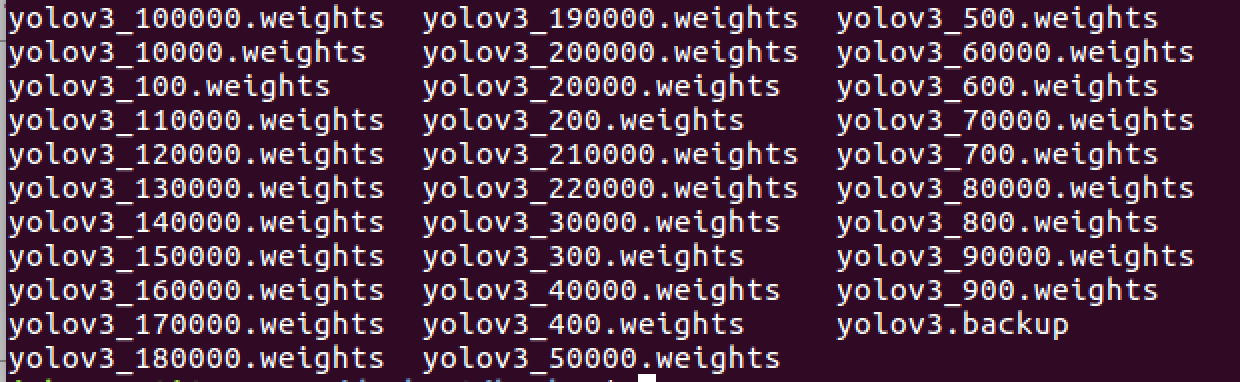 yolov3_100000.weights yolov3_190000.weights yolov3_500.weights
yolov3_10000.weights yolov3_200000.weights yolov3_60000.weights
yolov3_100.weights yolov3_20000.weights yolov3_600.weights
yolov3_110000.weights yolov3_200.weights yolov3_70000.weights
yolov3_120000.weights yolov3_210000.weights yolov3_700.weights
yolov3_130000.weights yolov3_220000.weights yolov3_80000.weights
yolov3_140000.weights yolov3_30000.weights yolov3_800.weights
yolov3_150000.weights yolov3_300.weights yolov3_90000.weights
yolov3_160000.weights yolov3_40000.weights yolov3_900.weights
yolov3_170000.weights yolov3_400.weights yolov3.backup
yolov3_180000.weights yolov3_50000.weights